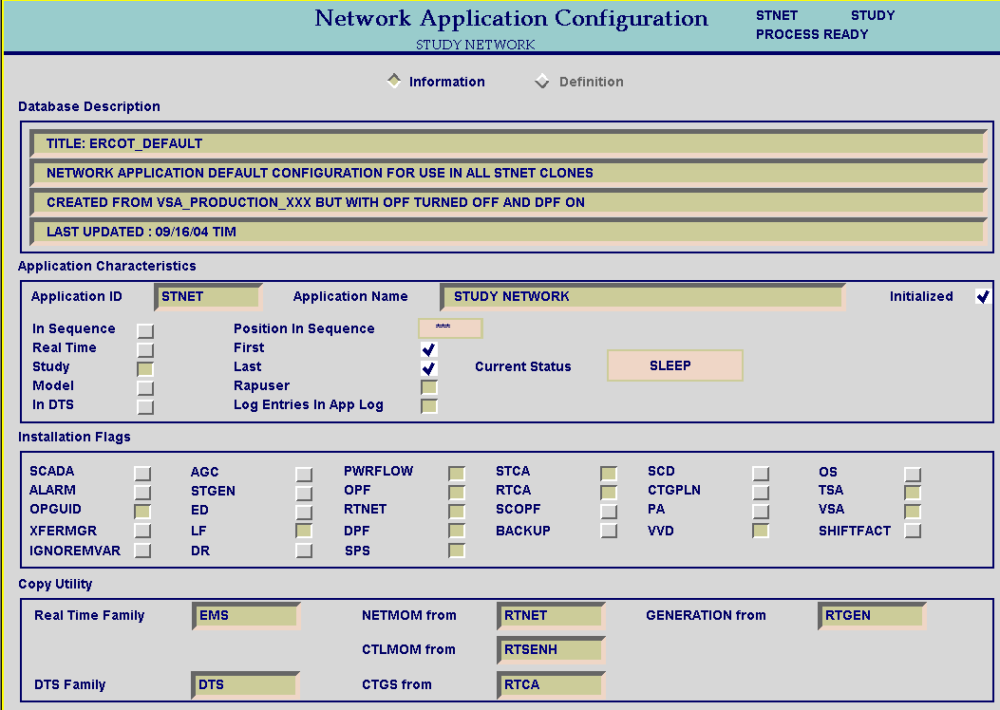 Network Application Configuration STNET STUDY
STUDY NETWORK PROCESS READY
Information Definition
Database Description
TITLE: ERCOT_DEFAULT
NETWORK APPLICATION DEFAULT CONFIGURATION FOR USE IN ALL STNET CLONES
CREATED FROM VSA_PRODUCTION_XXX BUT WITH OPF TURNED OFF AND DPF ON
LAST UPDATED : 09/16/04 TIM
Application Characteristics
Application ID STNET Application Name STUDY NETWORK Initialized
In Sequence Position In Sequence ***
Real Time First
Study Last Current Status SLEEP
Model Rapuser
In DTS Log Entries In App Log
Installation Flags
SCADA AGC PWRFLOW STCA SCD OS
ALARM STGEN OPF RTCA CTGPLN TSA
OPGUID ED RTNET SCOPF PA VSA
XFERMGR LF DPF BACKUP VVD SHIFTFACT
IGNOREMVAR DR SPS
Copy Utility
Real Time Family EMS NETMOM from RTNET GENERATION from RTGEN
CTLMOM from RTSENH
DTS Family DTS CTGS from RTCA